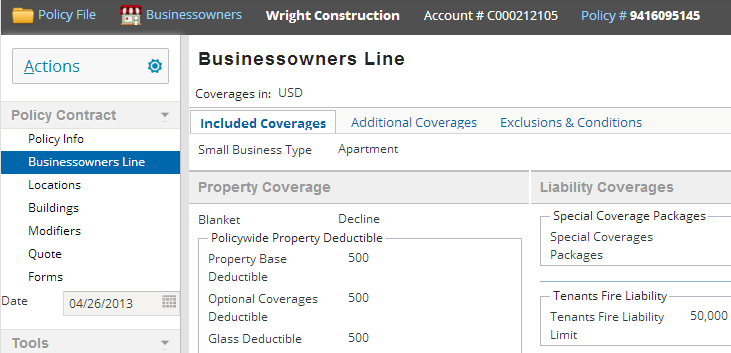 Policy File Businessowners Wright Construction Account # C000212105 Policy # 9416095145
Actions
Policy Contract
Policy Info
Businessowners Line
Locations
Buildings
Modifiers
Quote
Forms
Date 04/26/2013
Tools
Businessowners Line
Coverages in: USD
Included Coverages Additional Coverages Exclusions & Conditions
Small Business Type Apartment
Property Coverage
Blanket Decline
Policywide Property Deductible
Property Base 500
Deductible
Optional Coverages 500
Deductible
Glass Deductible 500
Liability Coverages
Special Coverage Packages
Special Coverages
Packages
Tenants Fire Liability
Tenants Fire Liability 50,000
Limit